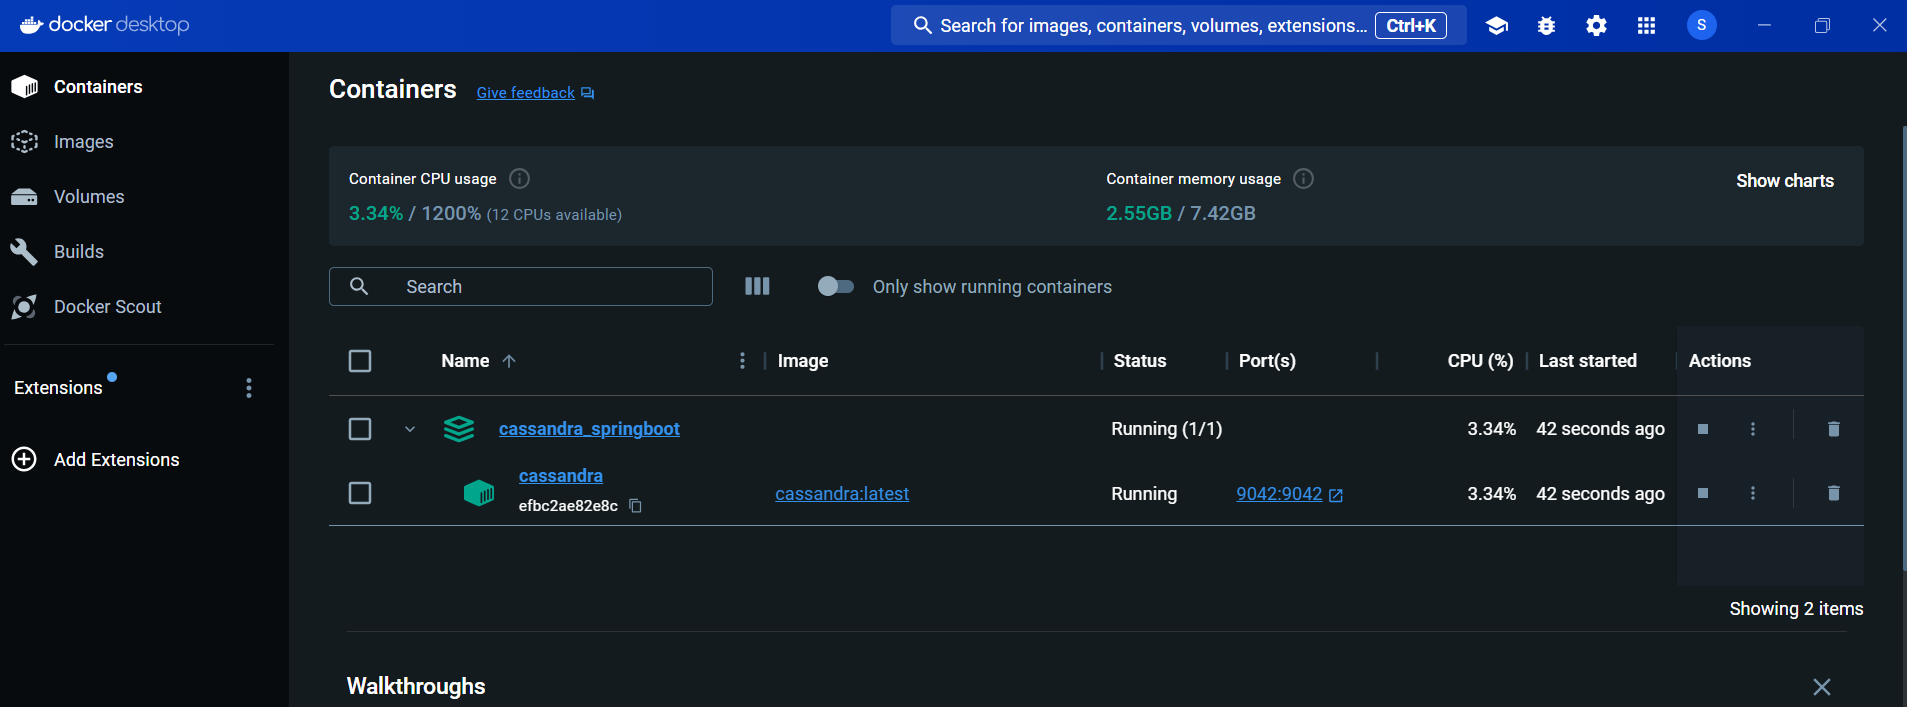 docker desktop
Search for images, containers, volumes, extensions... Ctrl+K
S
Containers
Images
Volumes
Builds
Docker Scout
Extensions
Add Extensions
Containers Give feedback
Container CPU usage
3.34% / 1200% (12 CPUs available)
Container memory usage
2.55GB / 7.42GB
Show charts
Search
Only show running containers
Name Image Status Port(s) CPU (%) Last started Actions
cassandra_springboot Running (1/1) 3.34% 42 seconds ago
cassandra
efbc2ae82e8c
cassandra:latest Running 9042:9042 3.34% 42 seconds ago
Showing 2 items
Walkthroughs